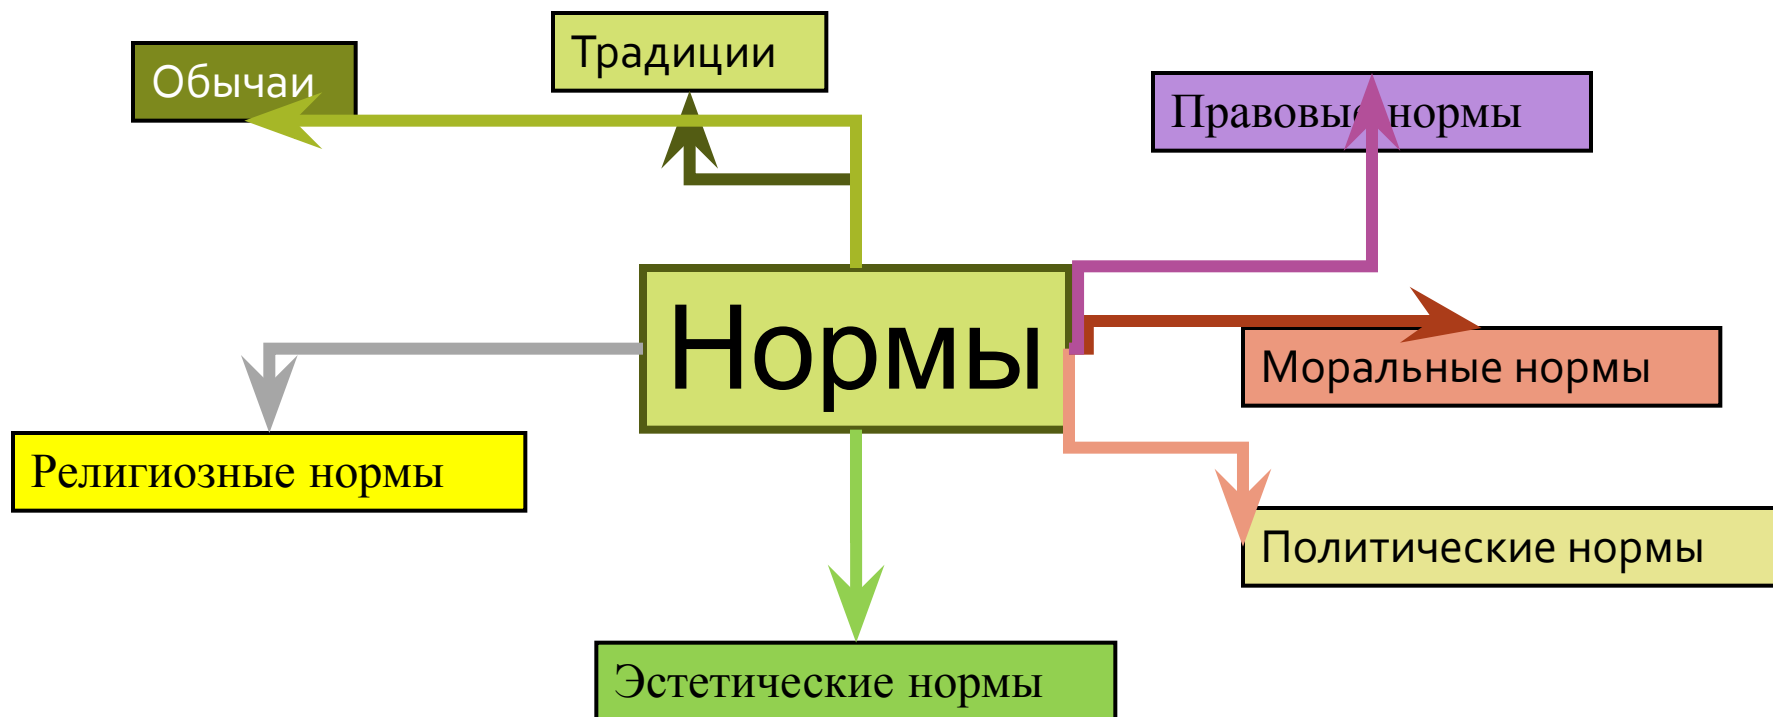 Обычаи
Традиции
Правовые нормы
Нормы
Моральные нормы
Религиозные нормы
Политические нормы
Эстетические нормы